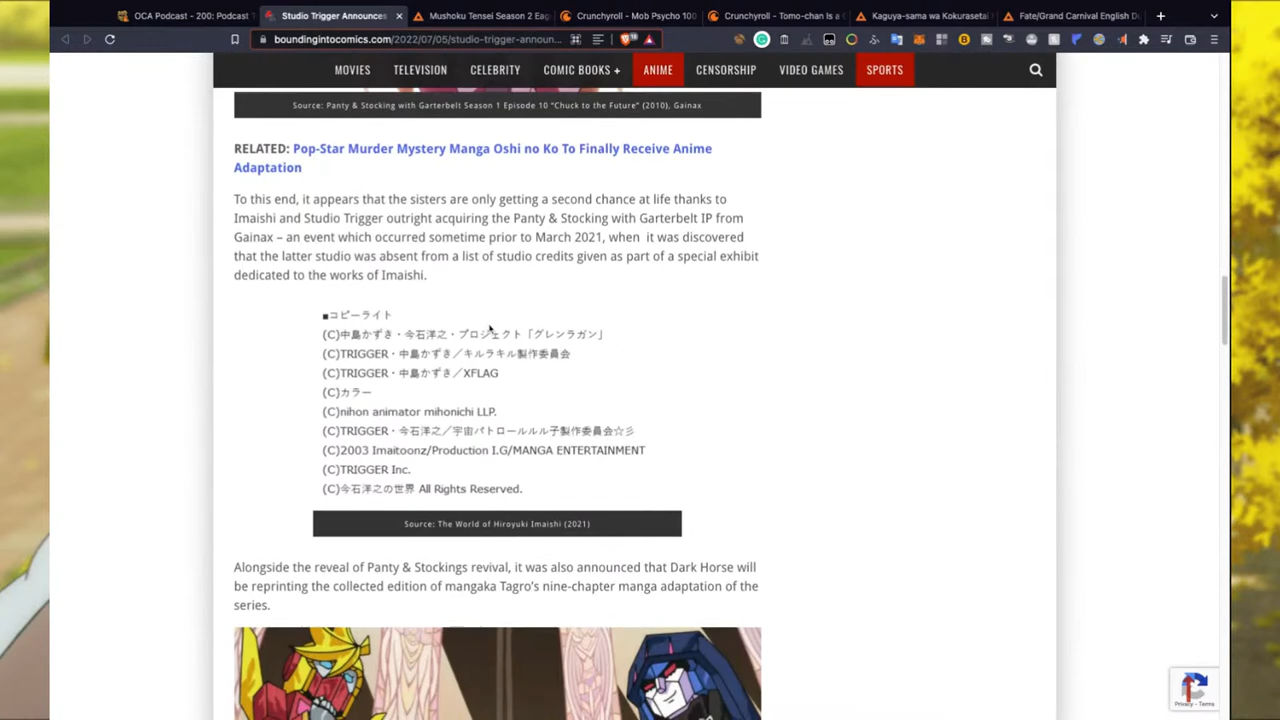 OCA Podcast - 200: Podcast
Studio Trigger Announces
Mushoku Tensei Season 2 Eag
Crunchyroll - Mob Psycho 100
Crunchyroll - Tomo-chan Is a
Kaguya-sama wa Kokurasetai
Fate/Grand Carnival English Du
boundingintocomics.com/2022/07/05/studio-trigger-announ...
MOVIES TELEVISION CELEBRITY COMIC BOOKS + ANIME CENSORSHIP VIDEO GAMES SPORTS
Source: Panty & Stocking with Garterbelt Season 1 Episode 10 "Chuck to the Future" (2010), Gainax
RELATED: Pop-Star Murder Mystery Manga Oshi no Ko To Finally Receive Anime
Adaptation
To this end, it appears that the sisters are only getting a second chance at life thanks to
Imaishi and Studio Trigger outright acquiring the Panty & Stocking with Garterbelt IP from
Gainax – an event which occurred sometime prior to March 2021, when it was discovered
that the latter studio was absent from a list of studio credits given as part of a special exhibit
dedicated to the works of Imaishi.
■コピーライト
(C)中島かずき・今石洋之・プロジェクト「グレンラガン」
(C)TRIGGER・中島かずき／キルラキル製作委員会
(C)TRIGGER・中島かずき／XFLAG
(C)カラー
(C)nihon animator mihonichi LLP.
(C)TRIGGER・今石洋之／宇宙パトロールルル子製作委員会☆彡
(C)2003 Imaitoonz/Production I.G/MANGA ENTERTAINMENT
(C)TRIGGER Inc.
(C)今石洋之の世界 All Rights Reserved.
Source: The World of Hiroyuki Imaishi (2021)
Alongside the reveal of Panty & Stockings revival, it was also announced that Dark Horse will
be reprinting the collected edition of mangaka Tagro's nine-chapter manga adaptation of the
series.
Privacy - Terms